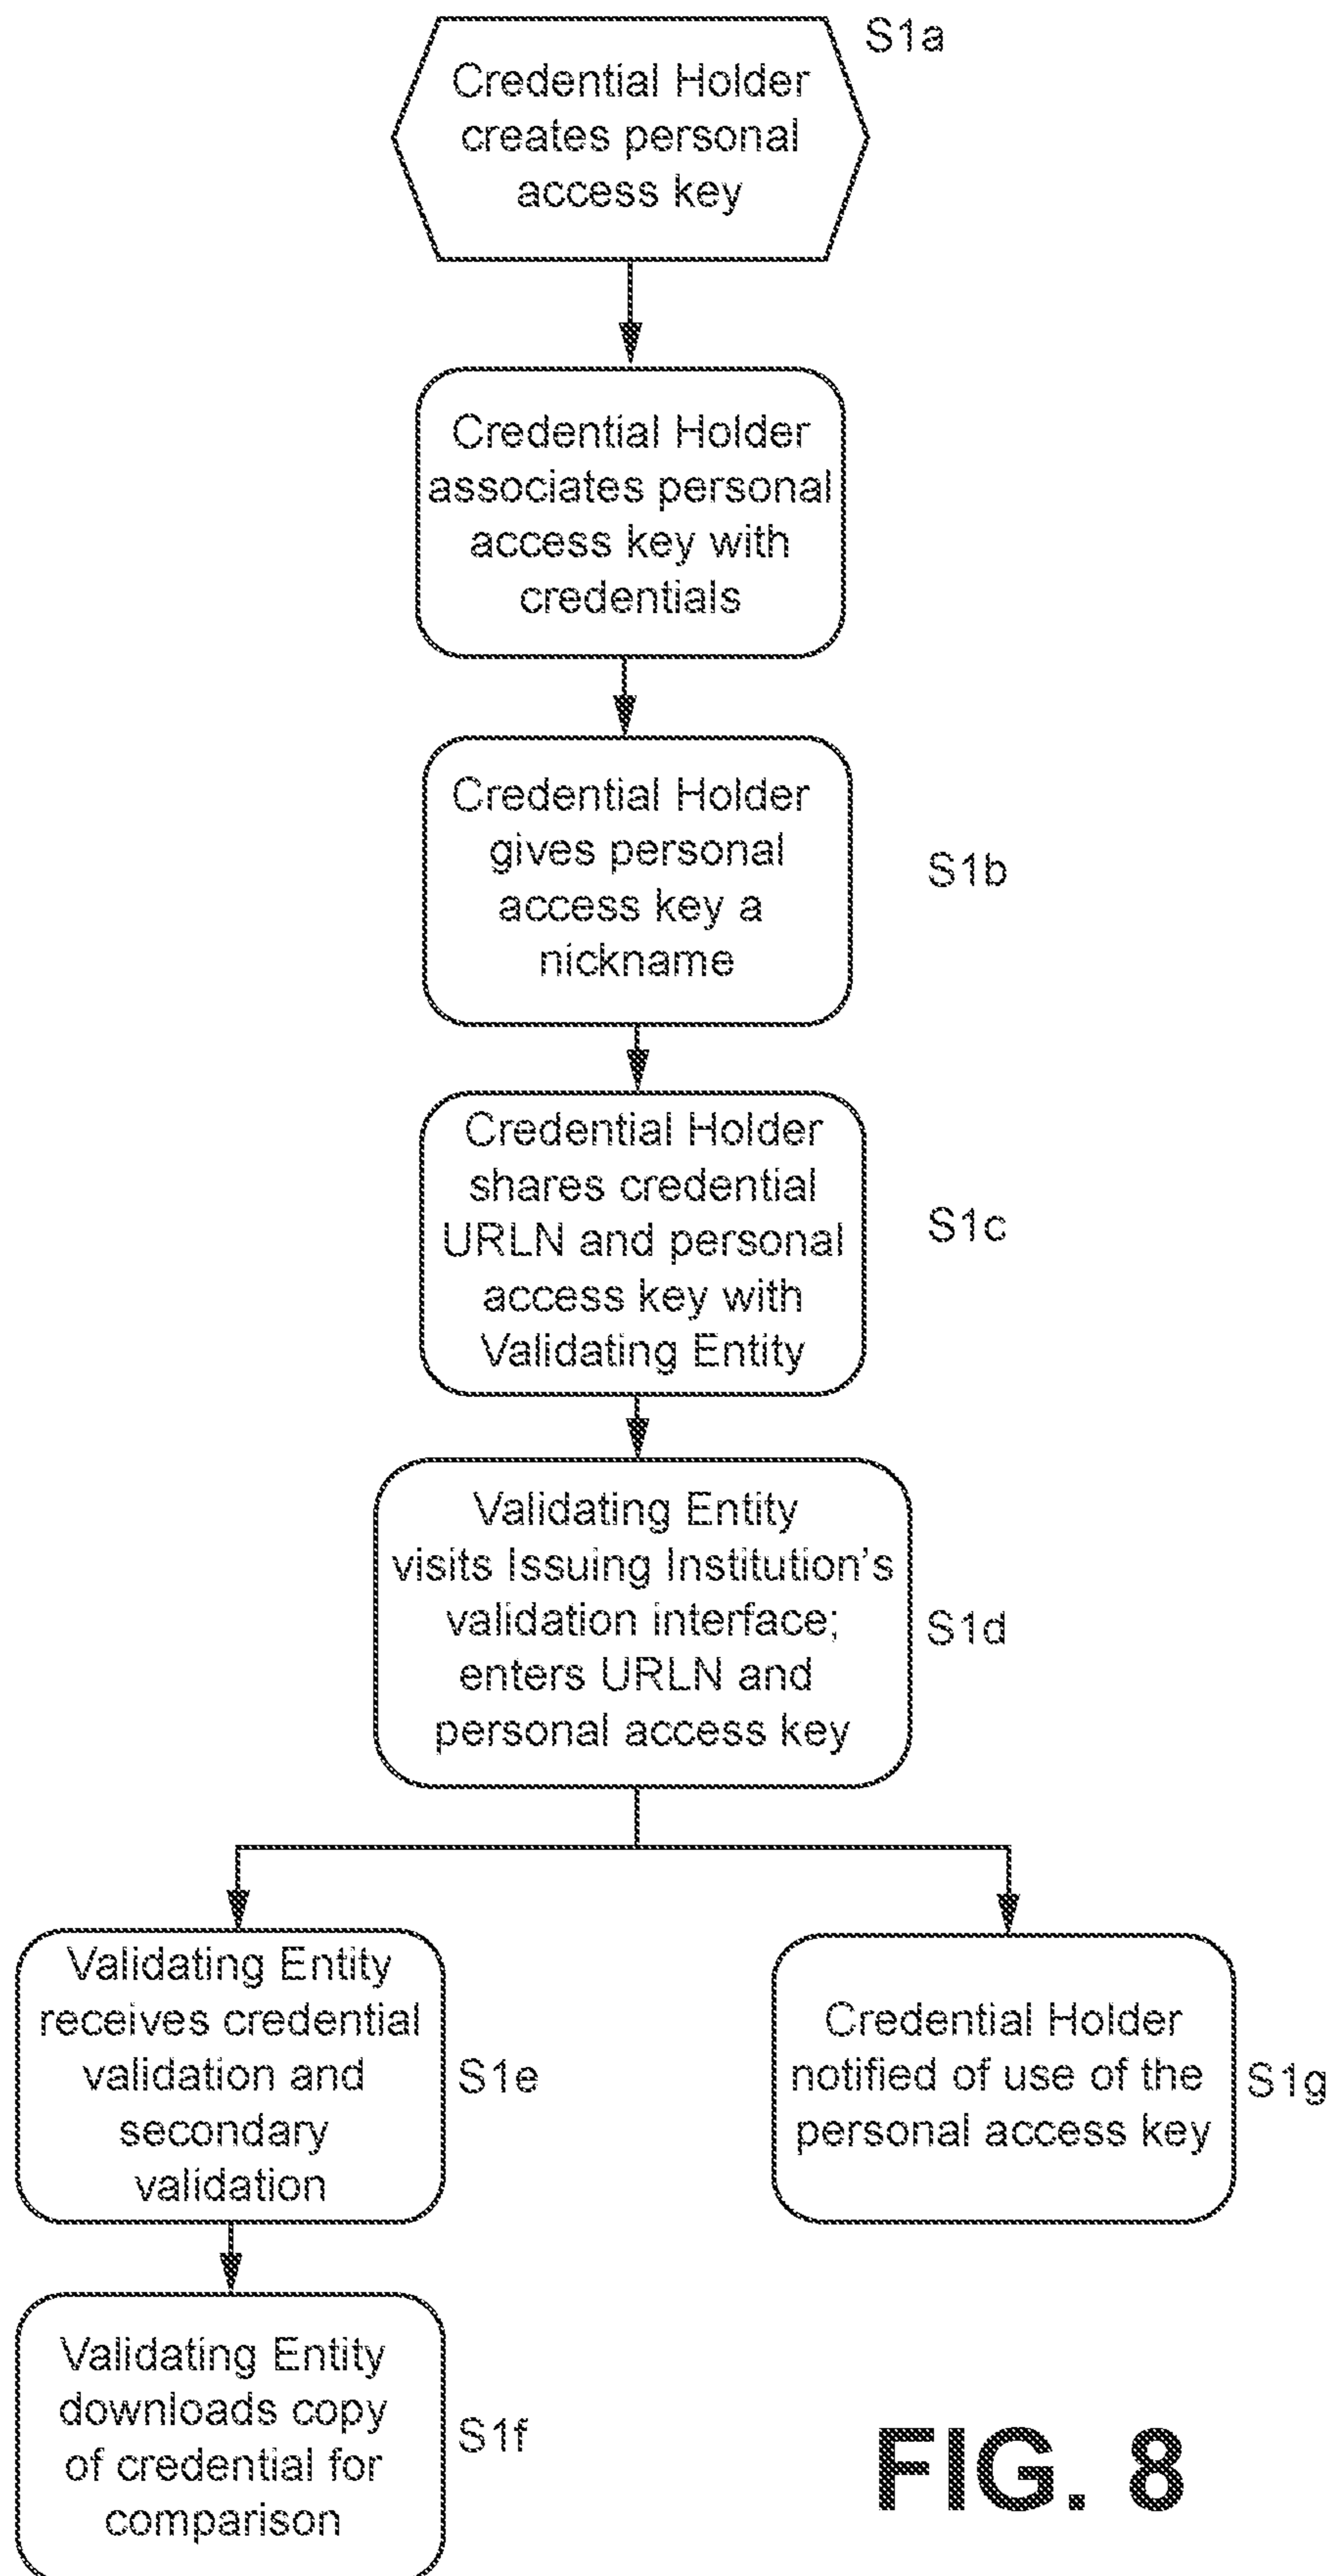 S1a
Credential Holder
creates personal
access key
Credential Holder
associates personal
access key with
credentials
Credential Holder
gives personal
access key a
nickname
S1b
Credential Holder
shares credential
URLN and personal
access key with
Validating Entity
S1c
Validating Entity
visits Issuing Institution's
validation interface;
enters URLN and
personal access key
S1d
Validating Entity
receives credential
validation and
secondary
validation
S1e
Credential Holder
notified of use of the
personal access key
S1g
Validating Entity
downloads copy
of credential for
comparison
S1f
FIG. 8